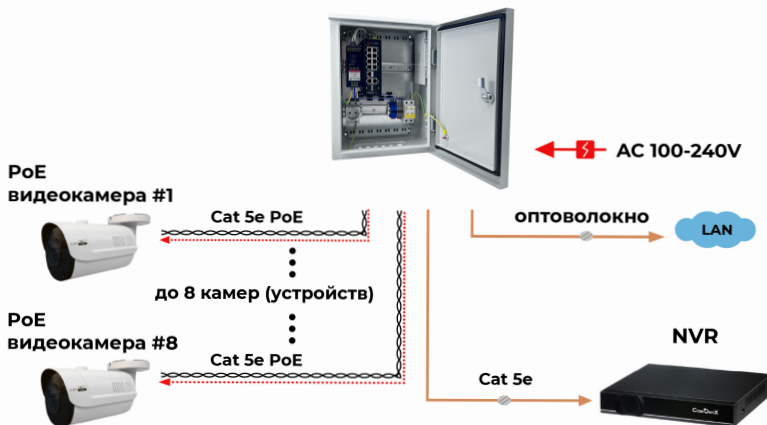 AC 100-240V
PoE
видеокамера #1
Cat 5e PoE
оптоволокно
LAN
до 8 камер (устройств)
PoE
видеокамера #8
Cat 5e PoE
Cat 5e
NVR